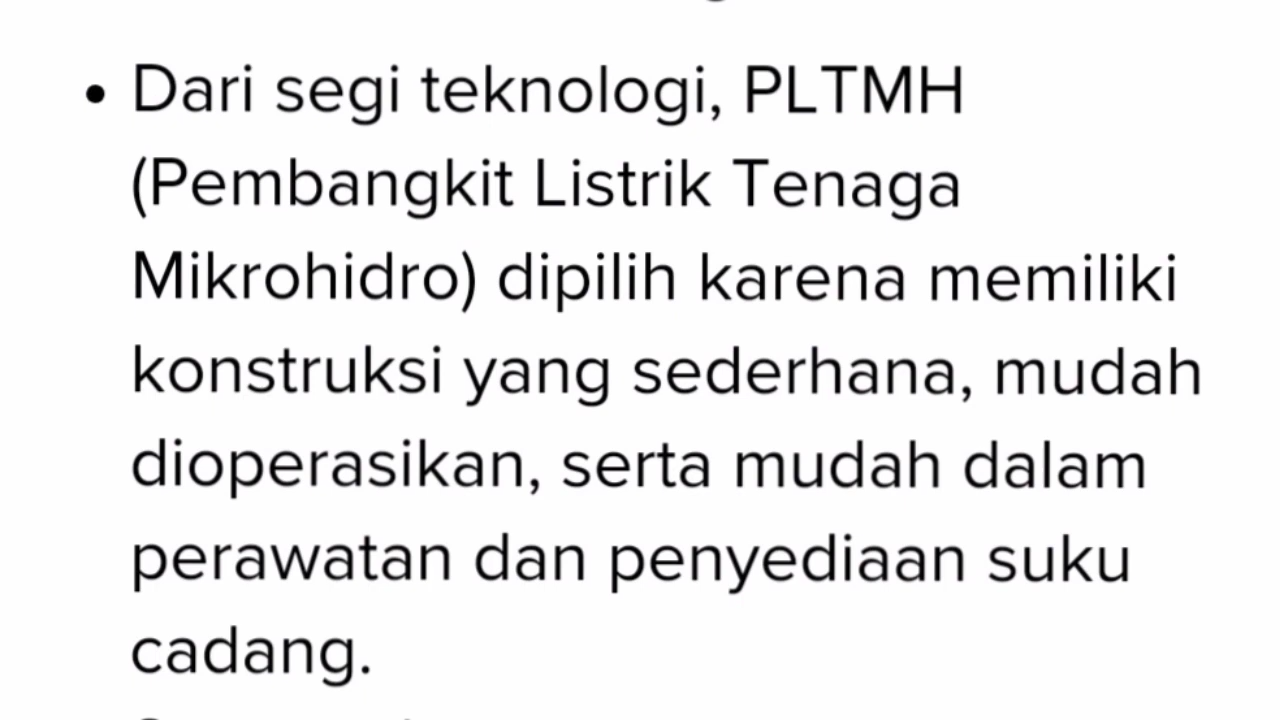 • Dari segi teknologi, PLTMH
(Pembangkit Listrik Tenaga
Mikrohidro) dipilih karena memiliki
konstruksi yang sederhana, mudah
dioperasikan, serta mudah dalam
perawatan dan penyediaan suku
cadang.